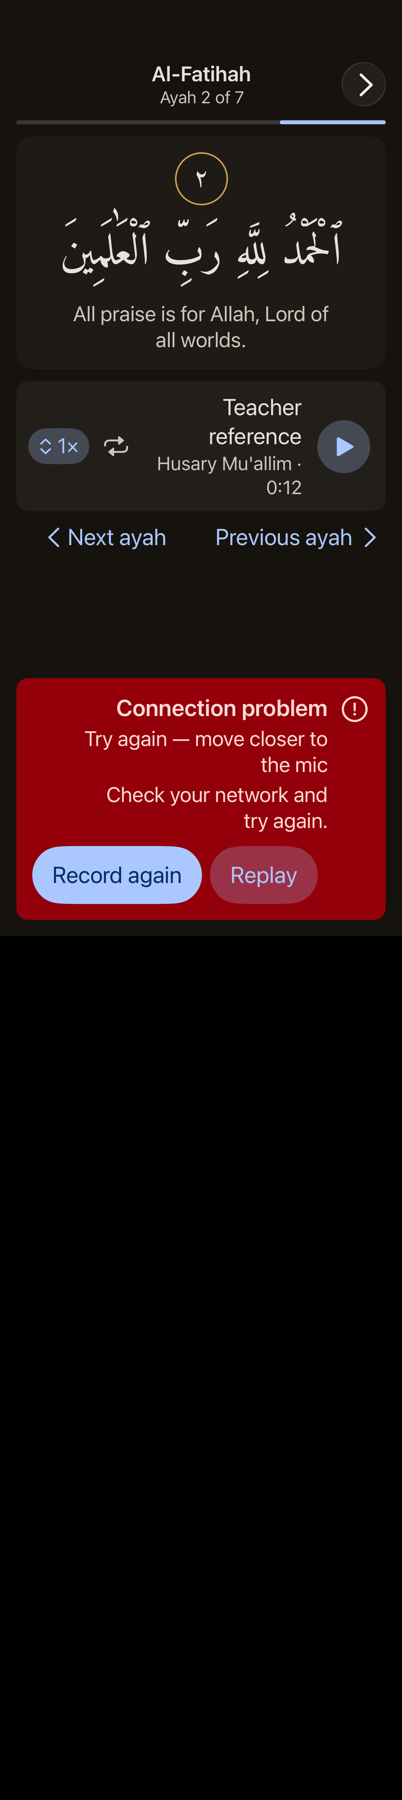 Al-Fatihah
Ayah 2 of 7
٢
ٱلْحَمْدُ لِلَّهِ رَبِّ ٱلْعَٰلَمِينَ
All praise is for Allah, Lord of
all worlds.
Teacher
reference
Husary Mu'allim ·
0:12
1×
Previous ayah
Next ayah
Connection problem
Try again — move closer to
the mic
Check your network and
try again.
Record again
Replay